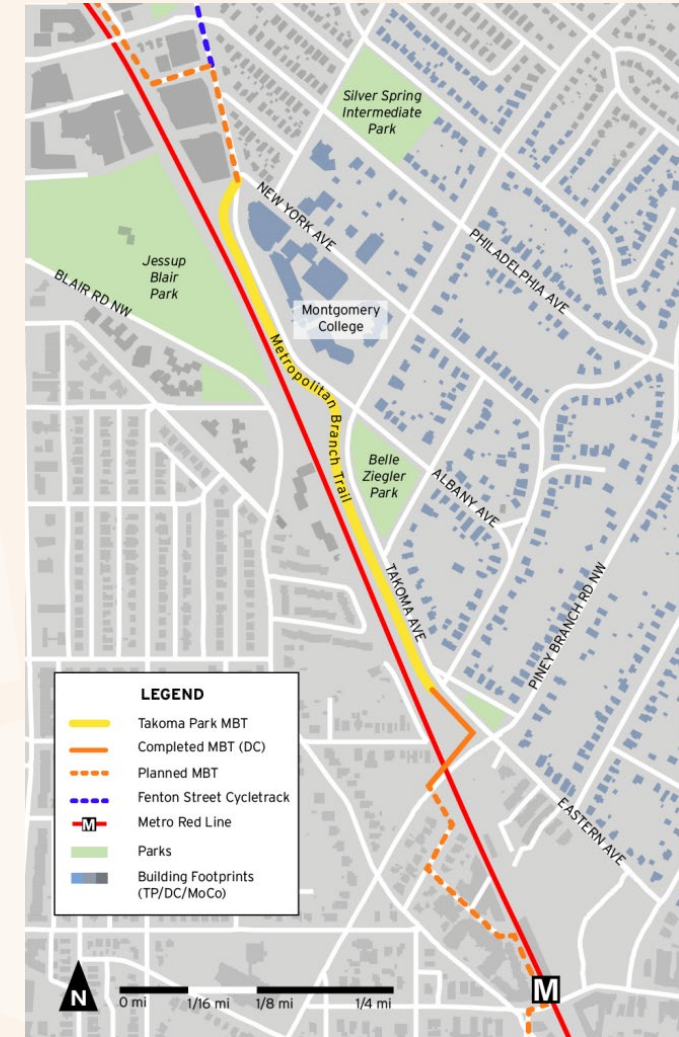 Silver Spring
Intermediate
Park
NEW YORK AVE
PHILADELPHIA AVE
Jessup
Blair
Park
BLAIR RD NW
Montgomery
College
Metropolitan Branch Trail
Belle
Ziegler
Park
ALBANY AVE
TAKOMA AVE
PINEY BRANCH RD NW
EASTERN AVE
LEGEND
Takoma Park MBT
Completed MBT (DC)
Planned MBT
Fenton Street Cycletrack
M Metro Red Line
Parks
Building Footprints
(TP/DC/MoCo)
N
0 mi 1/16 mi 1/8 mi 1/4 mi
M